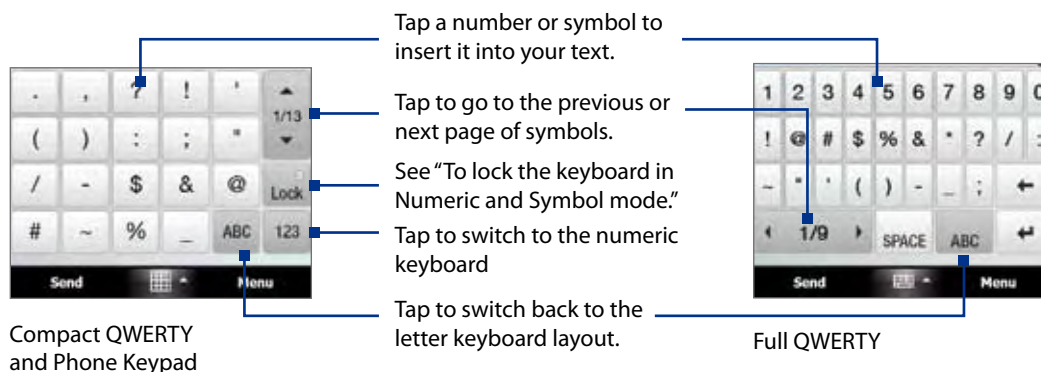 Tap a number or symbol to
insert it into your text.
Tap to go to the previous or
next page of symbols.
See “To lock the keyboard in
Numeric and Symbol mode.”
Tap to switch to the numeric
keyboard
Tap to switch back to the
letter keyboard layout.
. , ? ! '
1/13
( ) : ; "
/ - $ & @ Lock
# ~ % _ ABC 123
Send Menu
Compact QWERTY
and Phone Keypad
1 2 3 4 5 6 7 8 9 0
! @ # $ % & * ? / :
~ " ' ( ) - _ ;
1/9 SPACE ABC
Send Menu
Full QWERTY